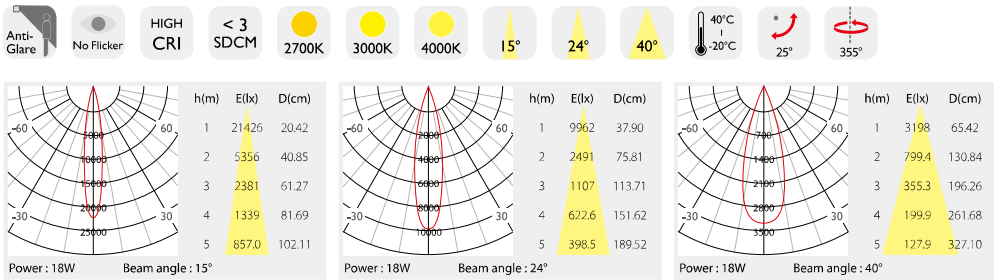 Anti-
Glare
No Flicker
HIGH
CRI
< 3
SDCM
2700K
3000K
4000K
15°
24°
40°
40°C
-20°C
25°
355°
-60 60
5000
10000
15000
20000
-30 30
25000
h(m) E(lx) D(cm)
1 21426 20.42
2 5356 40.85
3 2381 61.27
4 1339 81.69
5 857.0 102.11
Power : 18W Beam angle : 15°
-60 60
2000
4000
6000
8000
-30 30
10000
h(m) E(lx) D(cm)
1 9962 37.90
2 2491 75.81
3 1107 113.71
4 622.6 151.62
5 398.5 189.52
Power : 18W Beam angle : 24°
-60 60
700
1400
2100
2800
-30 30
3500
h(m) E(lx) D(cm)
1 3198 65.42
2 799.4 130.84
3 355.3 196.26
4 199.9 261.68
5 127.9 327.10
Power : 18W Beam angle : 40°